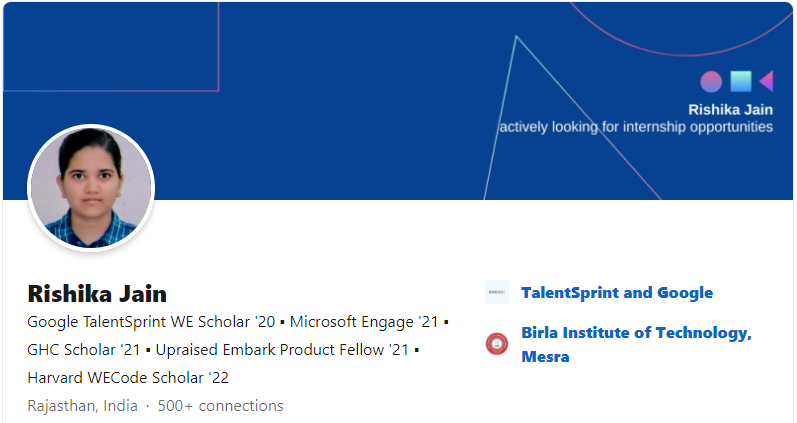 Rishika Jain
actively looking for internship opportunities
Rishika Jain
Google TalentSprint WE Scholar '20 ▪ Microsoft Engage '21 ▪
GHC Scholar '21 ▪ Upraised Embark Product Fellow '21 ▪
Harvard WECode Scholar '22
Rajasthan, India · 500+ connections
TalentSprint and Google
Birla Institute of Technology,
Mesra